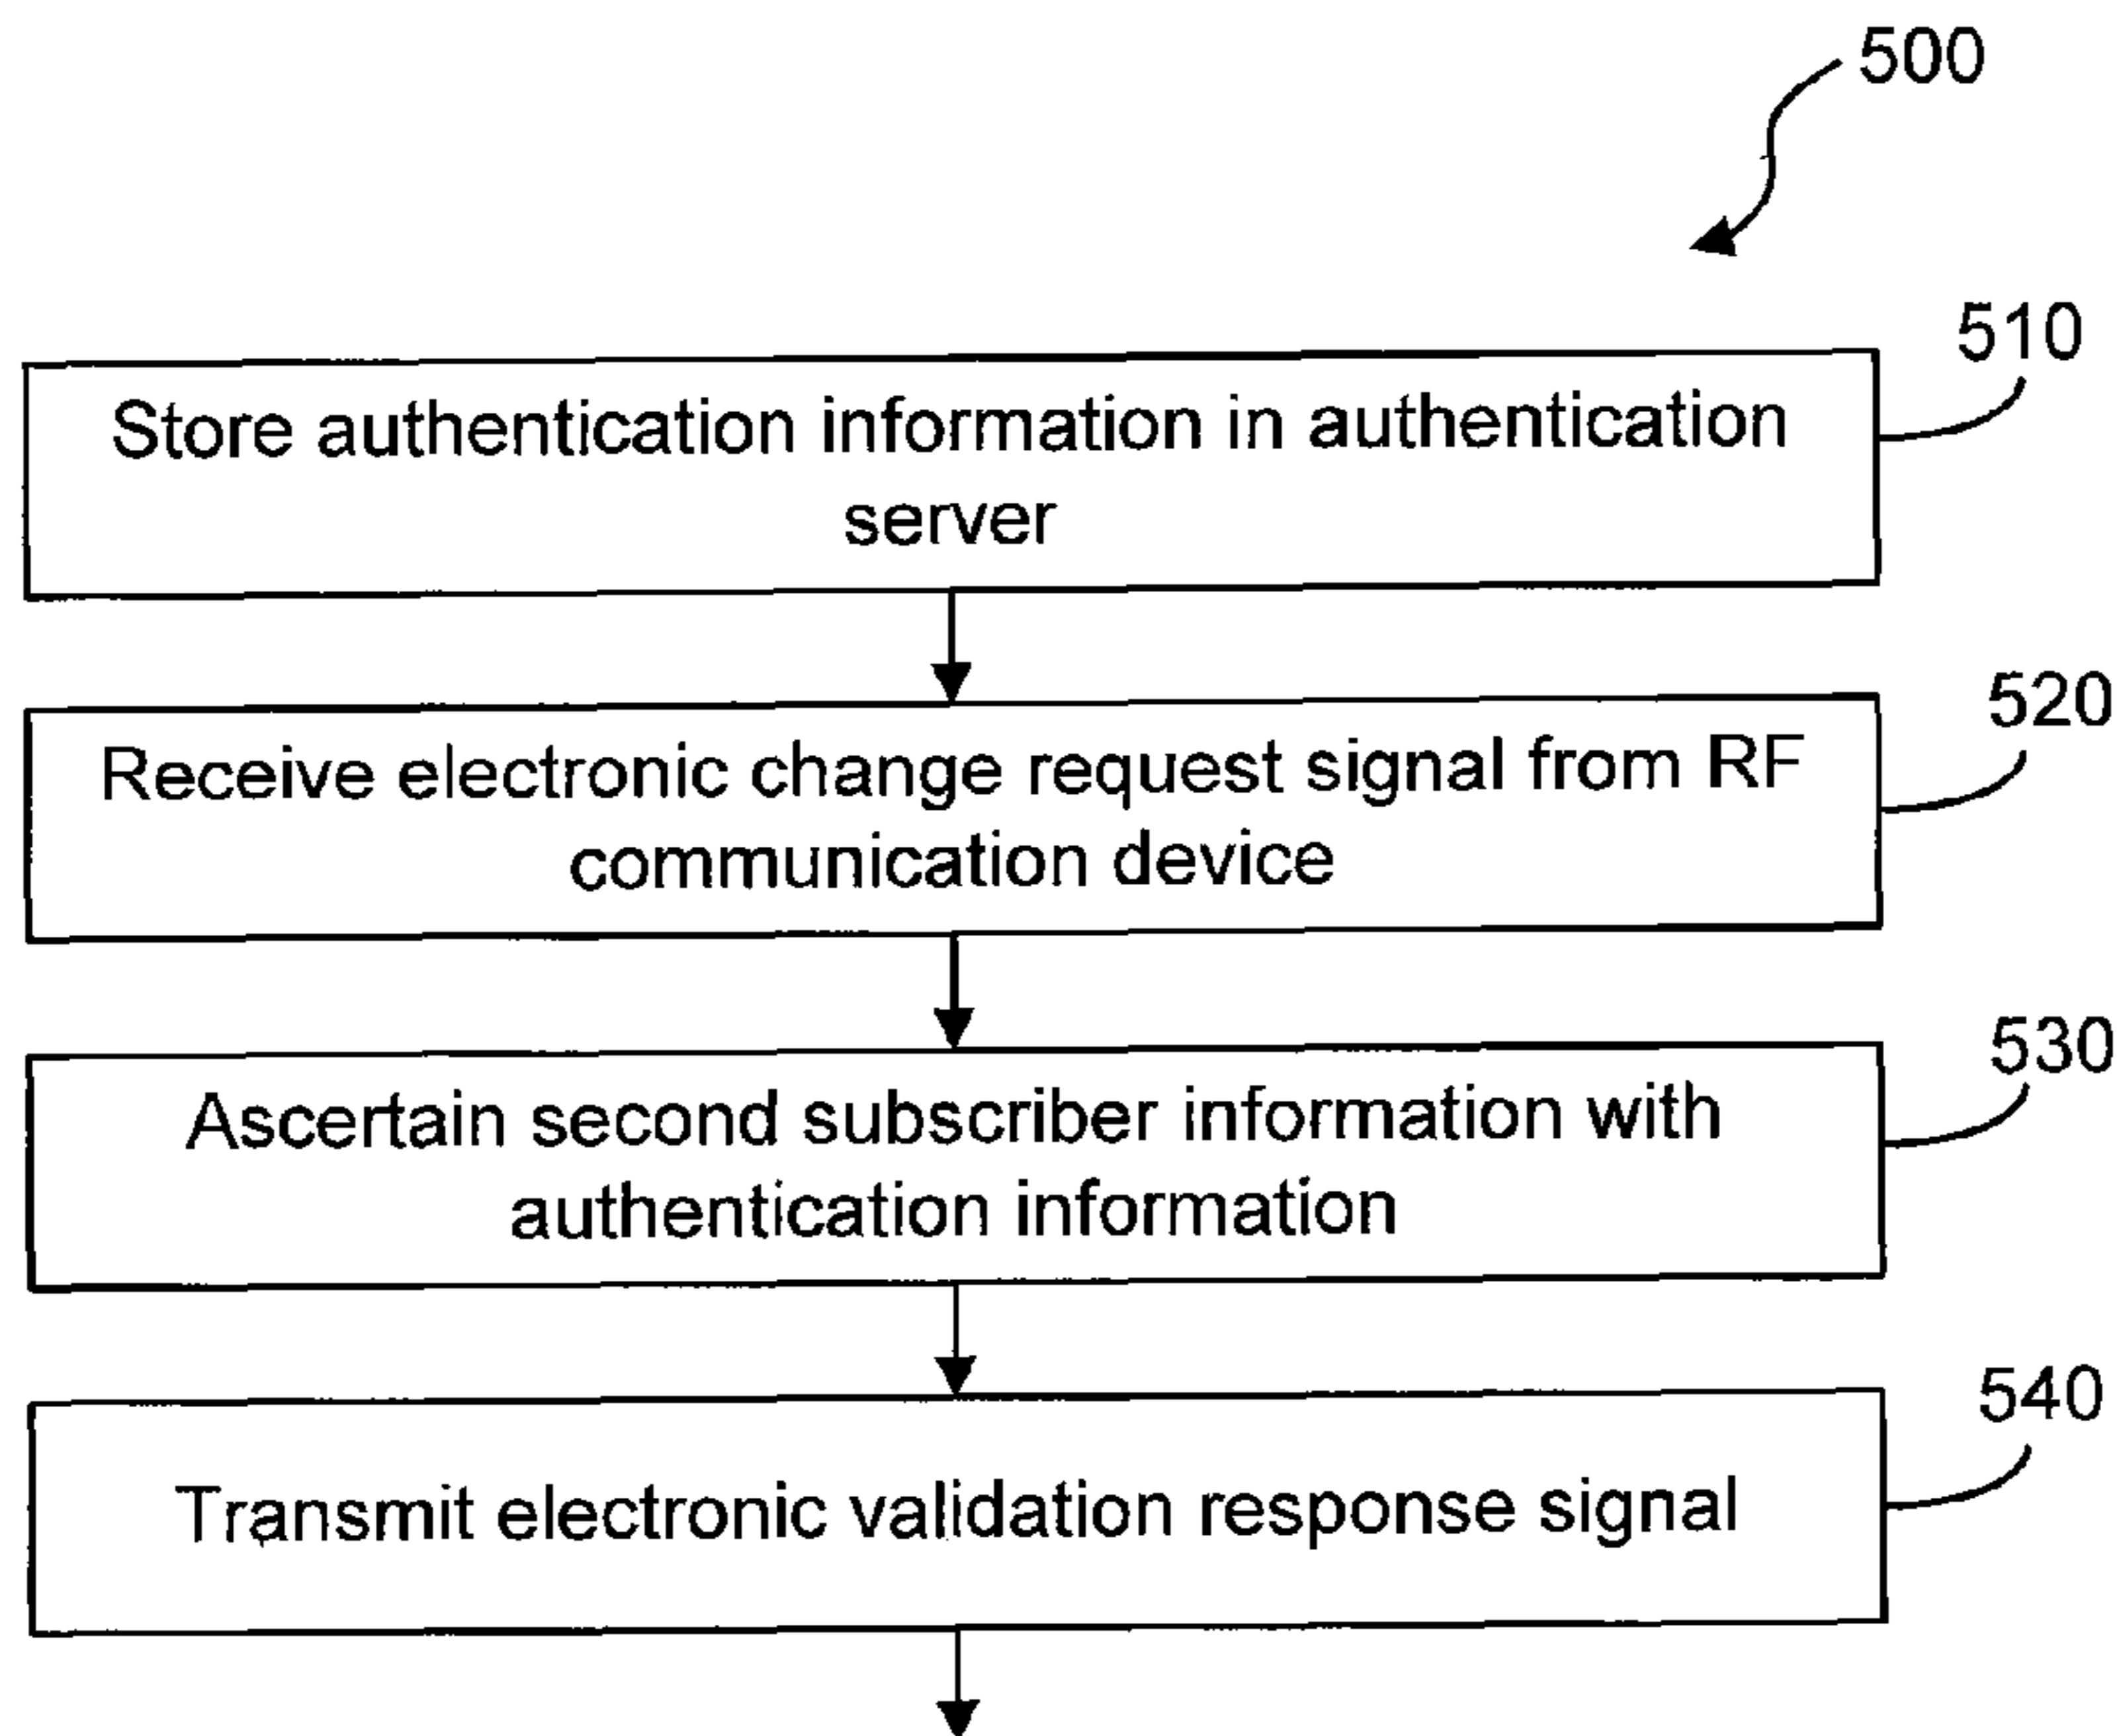 500
510
Store authentication information in authentication
server
520
Receive electronic change request signal from RF
communication device
530
Ascertain second subscriber information with
authentication information
540
Transmit electronic validation response signal